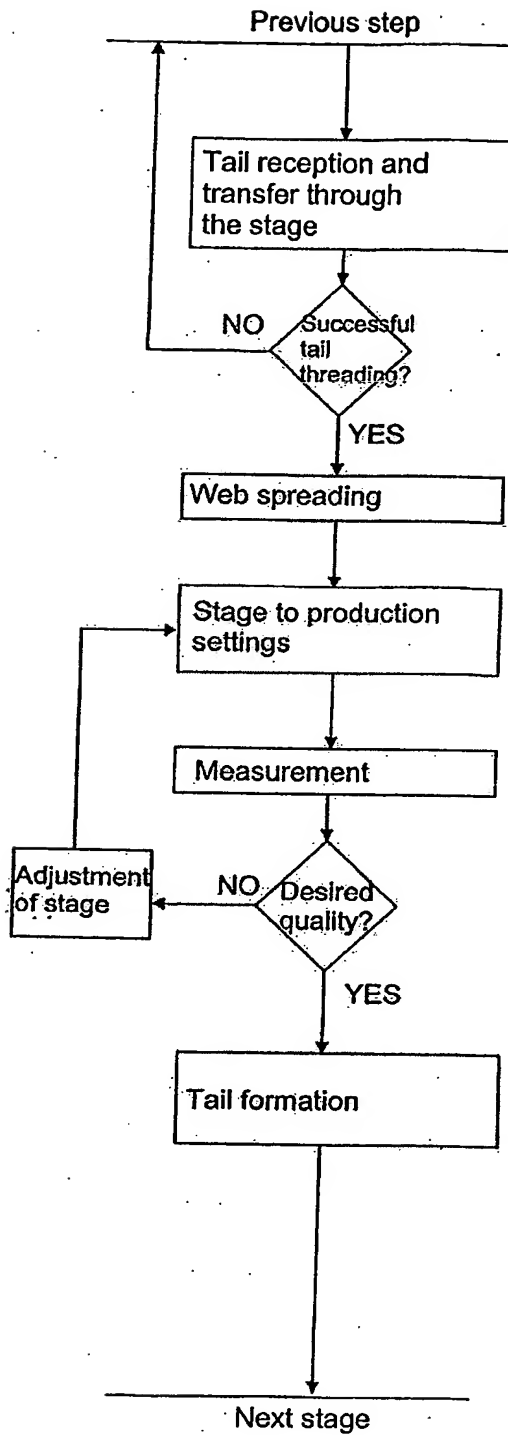 Previous step
Tail reception and
transfer through
the stage
NO
Successful
tail
threading?
YES
Web spreading
Stage to production
settings
Measurement
Adjustment
of stage
NO
Desired
quality?
YES
Tail formation
Next stage